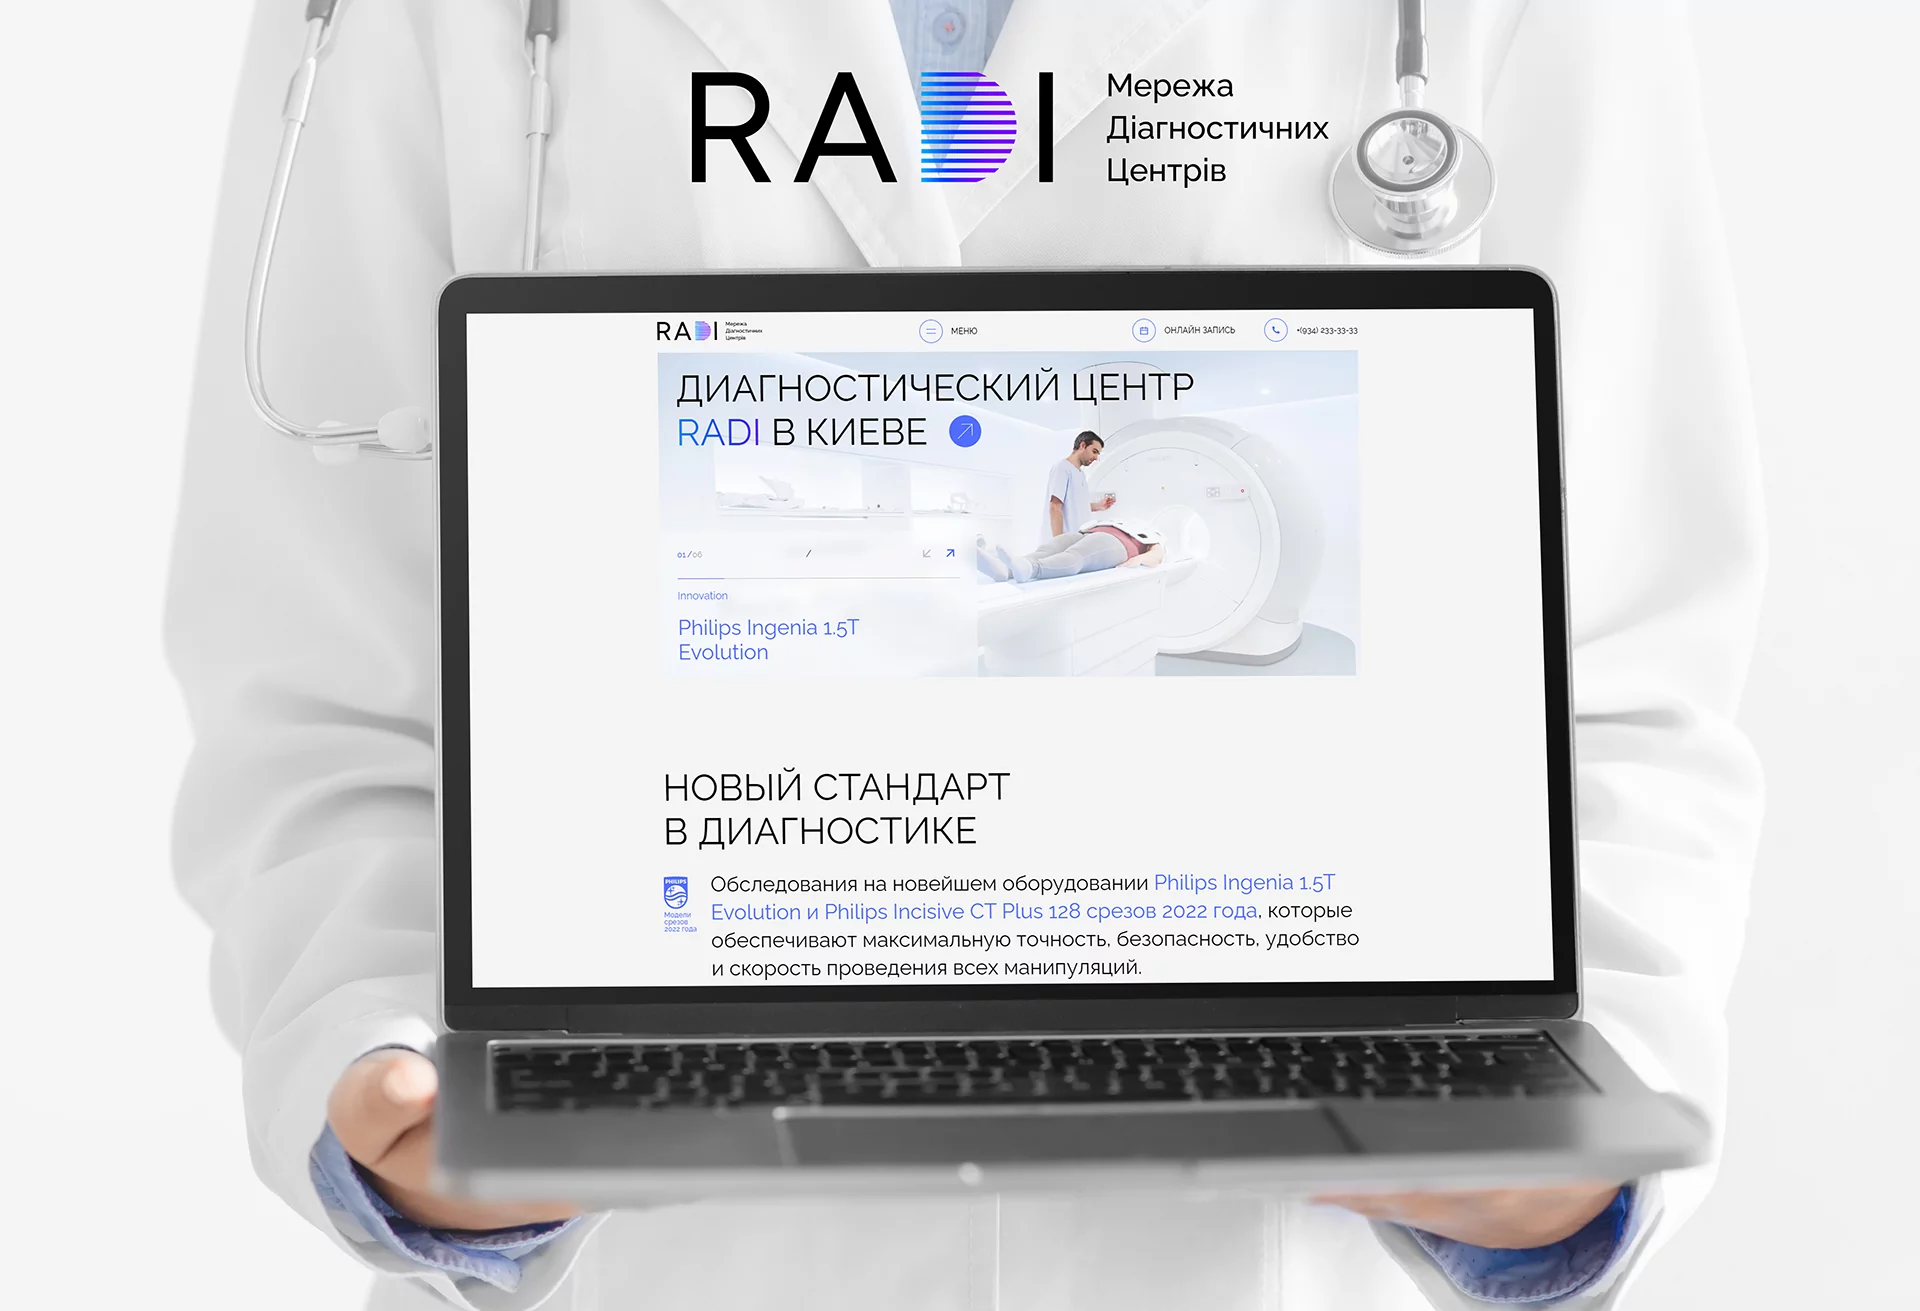 RADI
Мережа
Діагностичних
Центрів
RADI
Мережа
Діагностичних
Центрів
МЕНЮ
ОНЛАЙН ЗАПИСЬ
+(934) 233-33-33
ДИАГНОСТИЧЕСКИЙ ЦЕНТР
RADI В КИЕВЕ
01/06
/
Innovation
Philips Ingenia 1.5T
Evolution
НОВЫЙ СТАНДАРТ
В ДИАГНОСТИКЕ
PHILIPS
Модели
срезов
2022 года
Обследования на новейшем оборудовании Philips Ingenia 1.5T
Evolution и Philips Incisive CT Plus 128 срезов 2022 года, которые
обеспечивают максимальную точность, безопасность, удобство
и скорость проведения всех манипуляций.